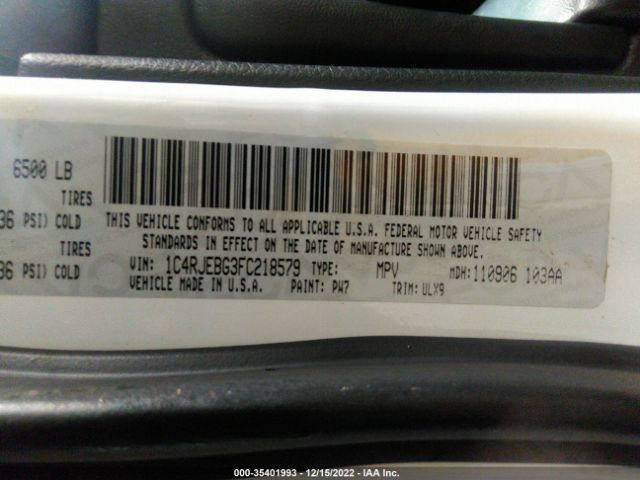 6500 LB
TIRES
36 PSI) COLD
TIRES
36 PSI) COLD
THIS VEHICLE CONFORMS TO ALL APPLICABLE U.S.A. FEDERAL MOTOR VEHICLE SAFETY
STANDARDS IN EFFECT ON THE DATE OF MANUFACTURE SHOWN ABOVE.
VIN: 1C4RJEBG3FC218579 TYPE: MPV MDH: 110906 103AA
VEHICLE MADE IN U.S.A. PAINT: PW7 TRIM: ULX9
000-35401993 - 12/15/2022 - IAA Inc.